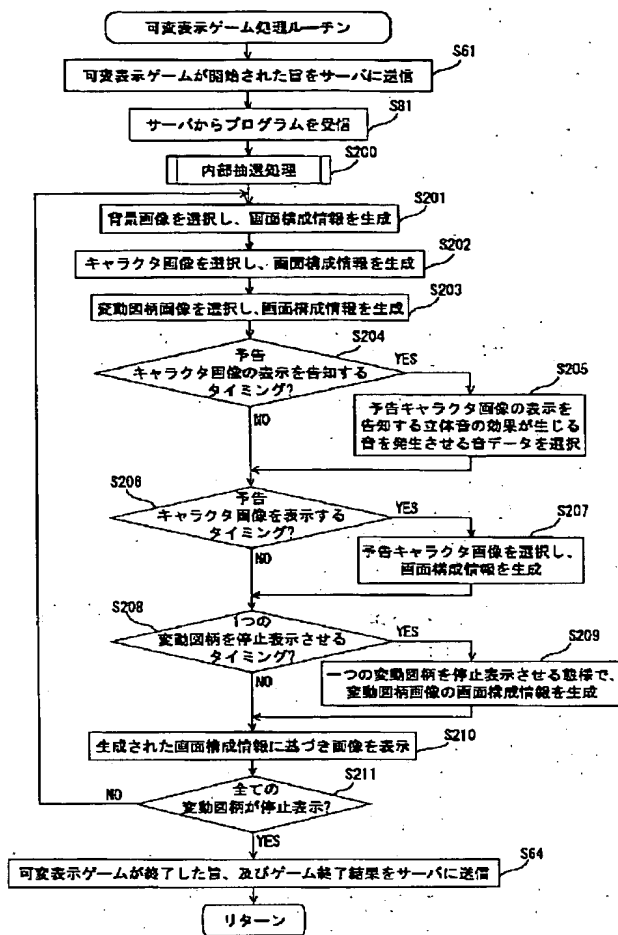 可変表示ゲーム処理ルーチン
S61
可変表示ゲームが開始された旨をサーバに送信
S81
サーバからプログラムを受信
S200
内部抽選処理
S201
背景画像を選択し、画面構成情報を生成
S202
キャラクタ画像を選択し、画面構成情報を生成
S203
変動図柄画像を選択し、画面構成情報を生成
S204
予告
キャラクタ画像の表示を告知する
タイミング?
YES
NO
S205
予告キャラクタ画像の表示を
告知する立体音の効果が生じる
音を発生させる音データを選択
S206
予告
キャラクタ画像を表示する
タイミング?
YES
NO
S207
予告キャラクタ画像を選択し、
画面構成情報を生成
S208
1つの
変動図柄を停止表示させる
タイミング?
YES
NO
S209
一つの変動図柄を停止表示させる態様で、
変動図柄画像の画面構成情報を生成
S210
生成された画面構成情報に基づき画像を表示
S211
全ての
変動図柄が停止表示?
NO
YES
S64
可変表示ゲームが終了した旨、及びゲーム終了結果をサーバに送信
リターン